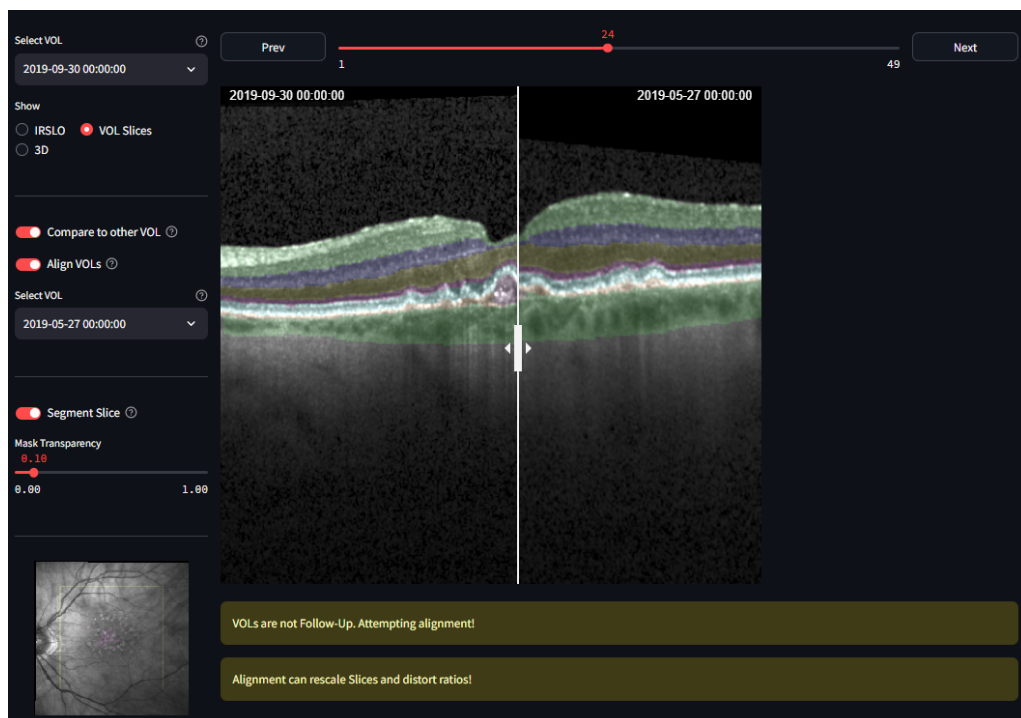 Select VOL
2019-09-30 00:00:00
Show
IRSLO
VOL Slices
3D
Compare to other VOL
Align VOLs
Select VOL
2019-05-27 00:00:00
Segment Slice
Mask Transparency
0.10
0.00
1.00
Prev
24
1
49
Next
2019-09-30 00:00:00
2019-05-27 00:00:00
VOLs are not Follow-Up. Attempting alignment!
Alignment can rescale Slices and distort ratios!